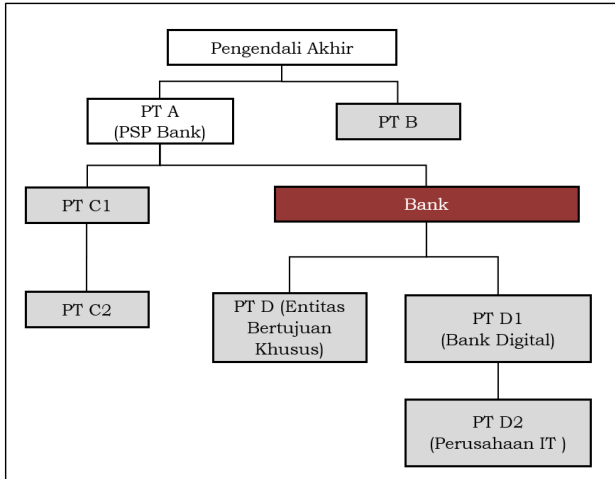 Pengendali Akhir
PT A
(PSP Bank)
PT B
PT C1
Bank
PT C2
PT D (Entitas
Bertujuan
Khusus)
PT D1
(Bank Digital)
PT D2
(Perusahaan IT )